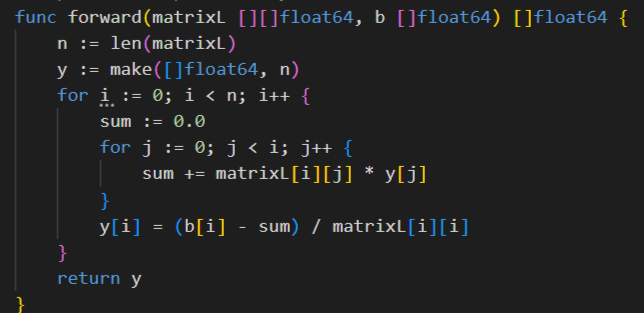 func forward(matrixL [][]float64, b []float64) []float64 {
    n := len(matrixL)
    y := make([]float64, n)
    for i := 0; i < n; i++ {
        sum := 0.0
        for j := 0; j < i; j++ {
            sum += matrixL[i][j] * y[j]
        }
        y[i] = (b[i] - sum) / matrixL[i][i]
    }
    return y
}